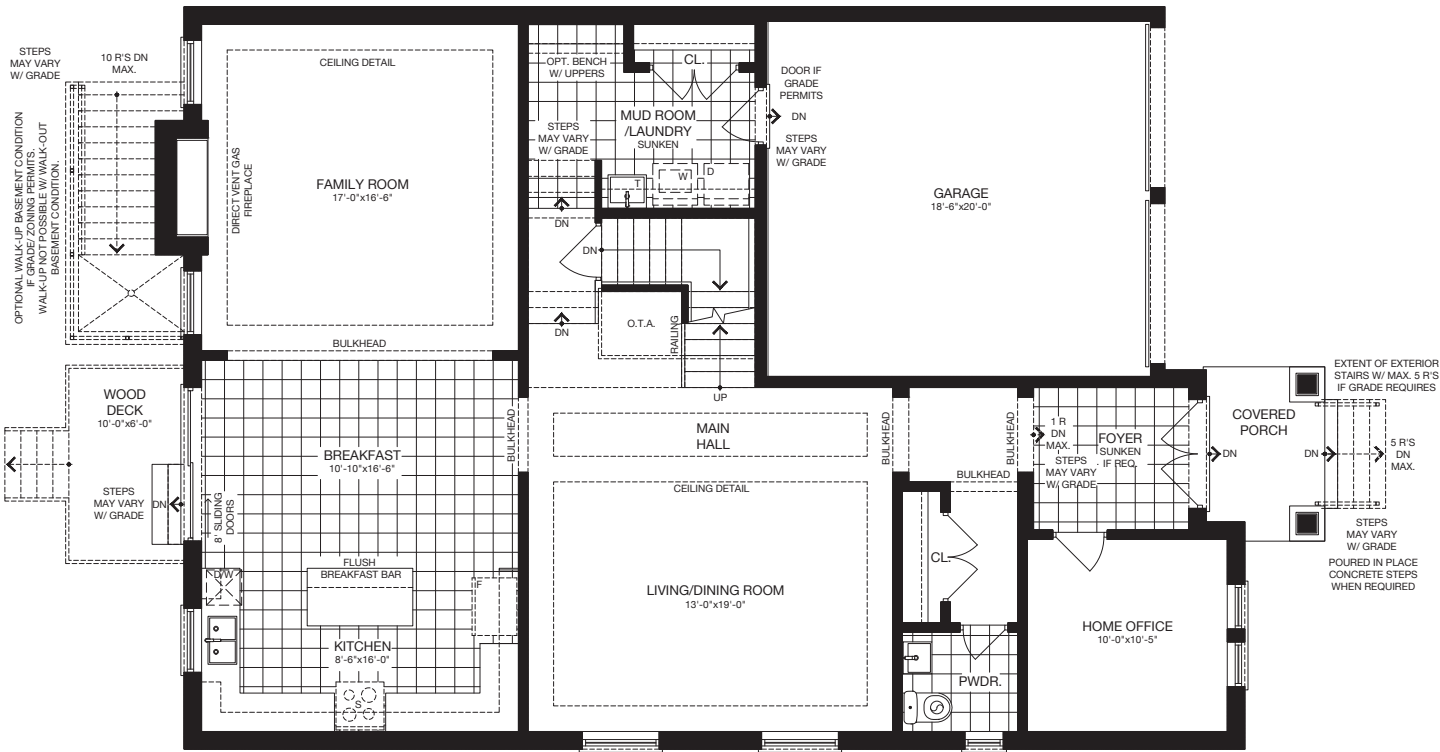 STEPS
MAY VARY
W/ GRADE
10 R'S DN
MAX.
OPTIONAL WALK-UP BASEMENT CONDITION
IF GRADE/ ZONING PERMITS.
WALK-UP NOT POSSIBLE W/ WALK-OUT
BASEMENT CONDITION.
CEILING DETAIL
DIRECT VENT GAS
FIREPLACE
FAMILY ROOM
17'-0"x16'-6"
BULKHEAD
OPT. BENCH
W/ UPPERS
CL.
MUD ROOM
/LAUNDRY
SUNKEN
STEPS
MAY VARY
W/ GRADE
T
W
D
DOOR IF
GRADE
PERMITS
DN
STEPS
MAY VARY
W/ GRADE
GARAGE
18'-6"x20'-0"
DN
DN
DN
O.T.A.
RAILING
UP
WOOD
DECK
10'-0"x6'-0"
STEPS
MAY VARY
W/ GRADE
DN
8' SLIDING
DOORS
BREAKFAST
10'-10"x16'-6"
BULKHEAD
D/W
FLUSH
BREAKFAST BAR
F
KITCHEN
8'-6"x16'-0"
S
MAIN
HALL
CEILING DETAIL
LIVING/DINING ROOM
13'-0"x19'-0"
BULKHEAD
BULKHEAD
BULKHEAD
CL.
PWDR.
1 R
DN
MAX.
STEPS
MAY VARY
W/ GRADE
FOYER
SUNKEN
IF REQ.
DN
COVERED
PORCH
DN
EXTENT OF EXTERIOR
STAIRS W/ MAX. 5 R'S
IF GRADE REQUIRES
5 R'S
DN
MAX.
STEPS
MAY VARY
W/ GRADE
POURED IN PLACE
CONCRETE STEPS
WHEN REQUIRED
HOME OFFICE
10'-0"x10'-5"